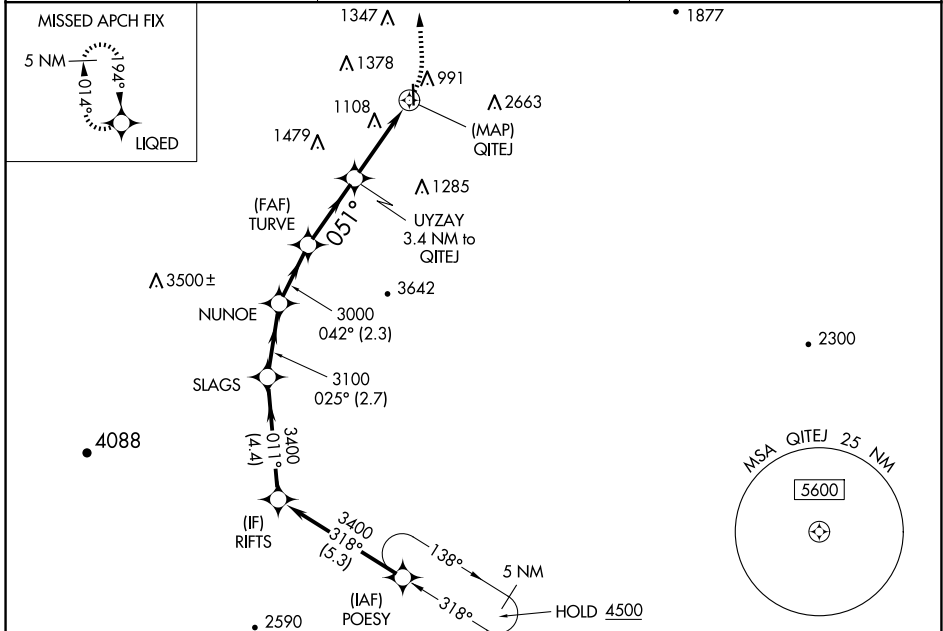 MISSED APCH FIX
5 NM
194°
014°
LIQED
1347
1877
1378
991
2663
1108
(MAP)
QITEJ
1479
1285
(FAF)
TURVE
051°
UYZAY
3.4 NM to
QITEJ
3500±
3642
NUNOE
3000
042° (2.3)
2300
SLAGS
3100
025° (2.7)
4088
3400
011°
(4.4)
MSA QITEJ 25 NM
5600
(IF)
RIFTS
3400
318°
(5.3)
138°
5 NM
318°
HOLD 4500
(IAF)
POESY
2590